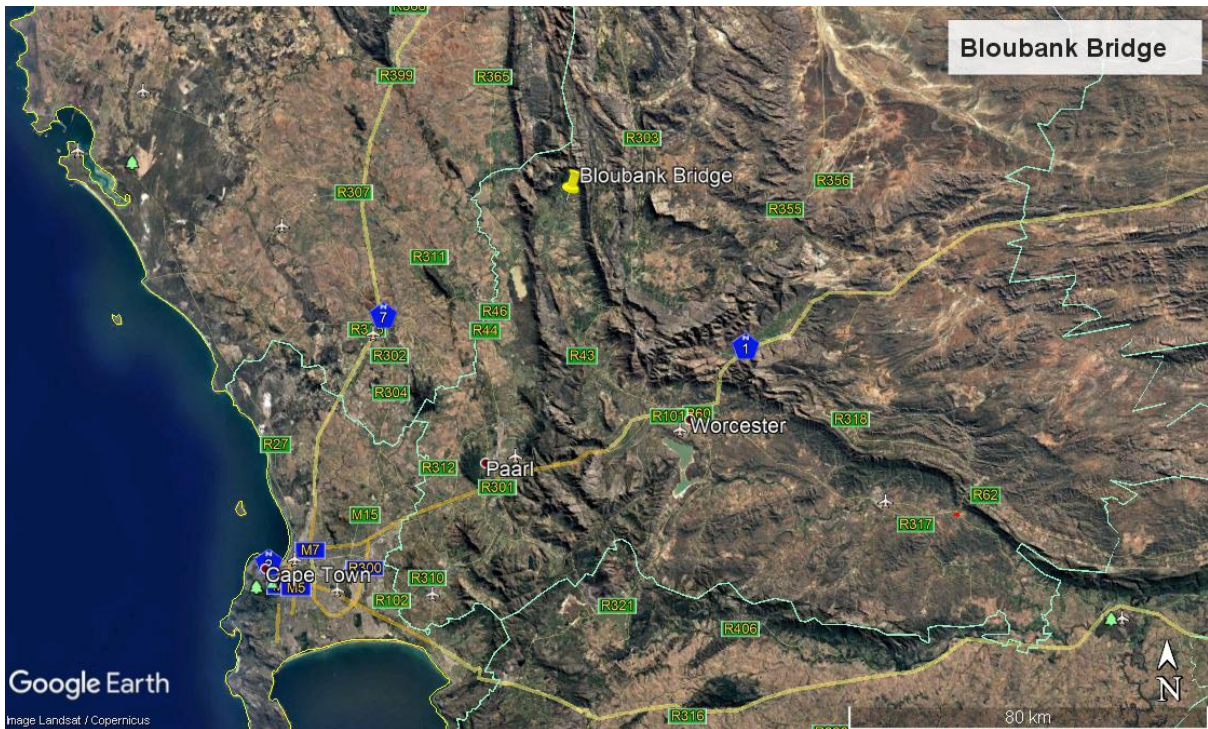 Bloubank Bridge
R399
R365
R303
Bloubank Bridge
R356
R307
R355
R311
N
7
R46
R44
R302
R43
N
1
R304
R101
R60
Worcester
R318
R27
R312
Paarl
R301
R62
M15
R317
M7
N
Cape Town
R300
M5
R310
R102
R321
R406
N
Google Earth
Image Landsat / Copernicus
R316
80 km